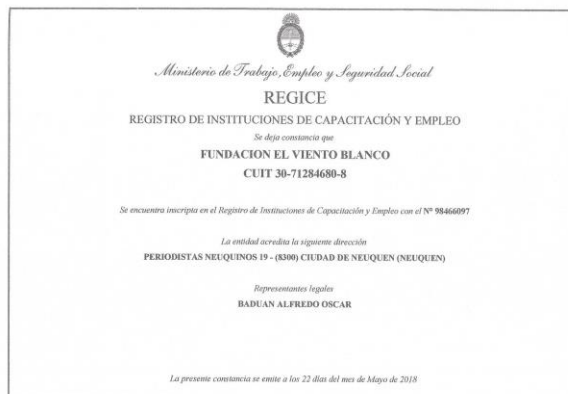 Ministerio de Trabajo, Empleo y Seguridad Social
REGICE
REGISTRO DE INSTITUCIONES DE CAPACITACIÓN Y EMPLEO
Se deja constancia que
FUNDACION EL VIENTO BLANCO
CUIT 30-71284680-8
Se encuentra inscripta en el Registro de Instituciones de Capacitación y Empleo con el N° 98466097
La entidad acredita la siguiente dirección
PERIODISTAS NEUQUINOS 19 - (8300) CIUDAD DE NEUQUEN (NEUQUEN)
Representantes legales
BADUAN ALFREDO OSCAR
La presente constancia se emite a los 22 días del mes de Mayo de 2018